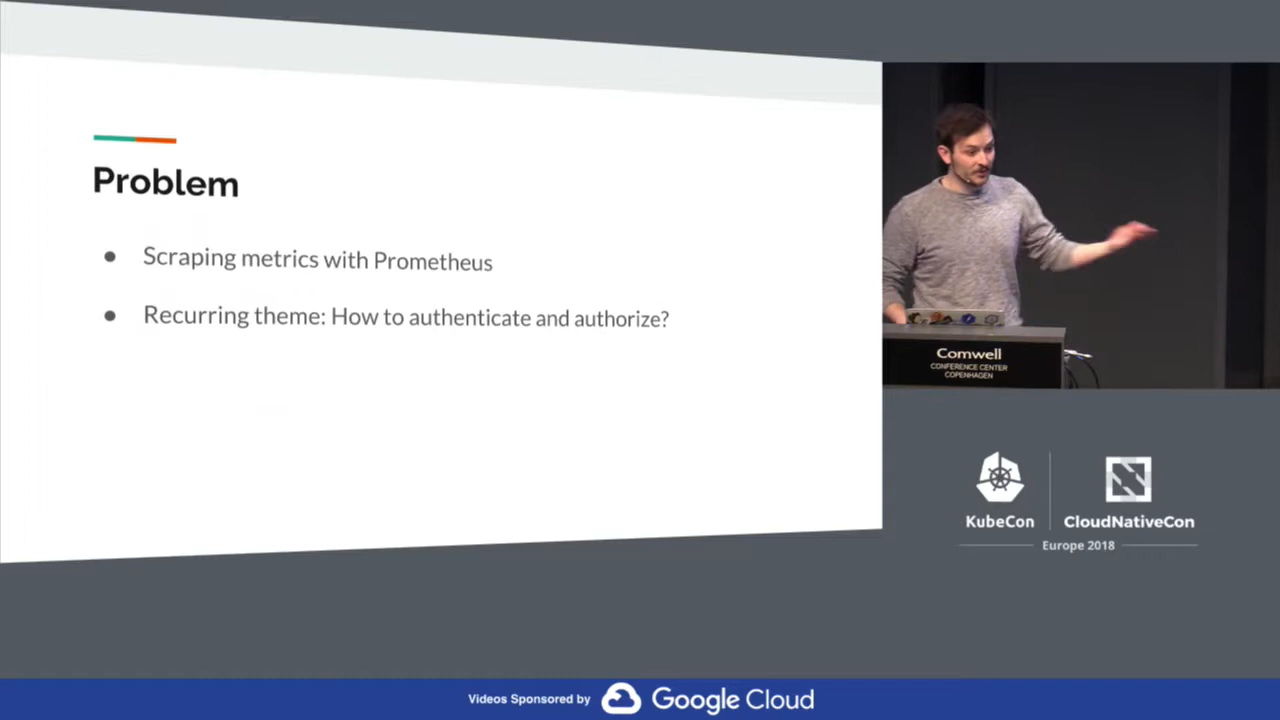 Problem
● Scraping metrics with Prometheus
● Recurring theme: How to authenticate and authorize?
Comwell
CONFERENCE CENTER
COPENHAGEN
KubeCon
CloudNativeCon
Europe 2018
Videos Sponsored by Google Cloud